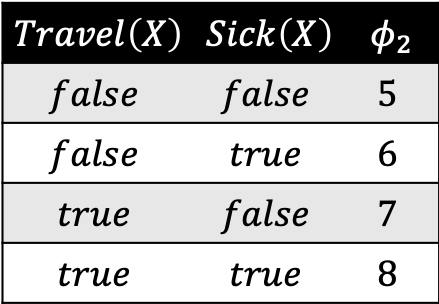 Travel(X) Sick(X) ϕ₂
false false 5
false true 6
true false 7
true true 8